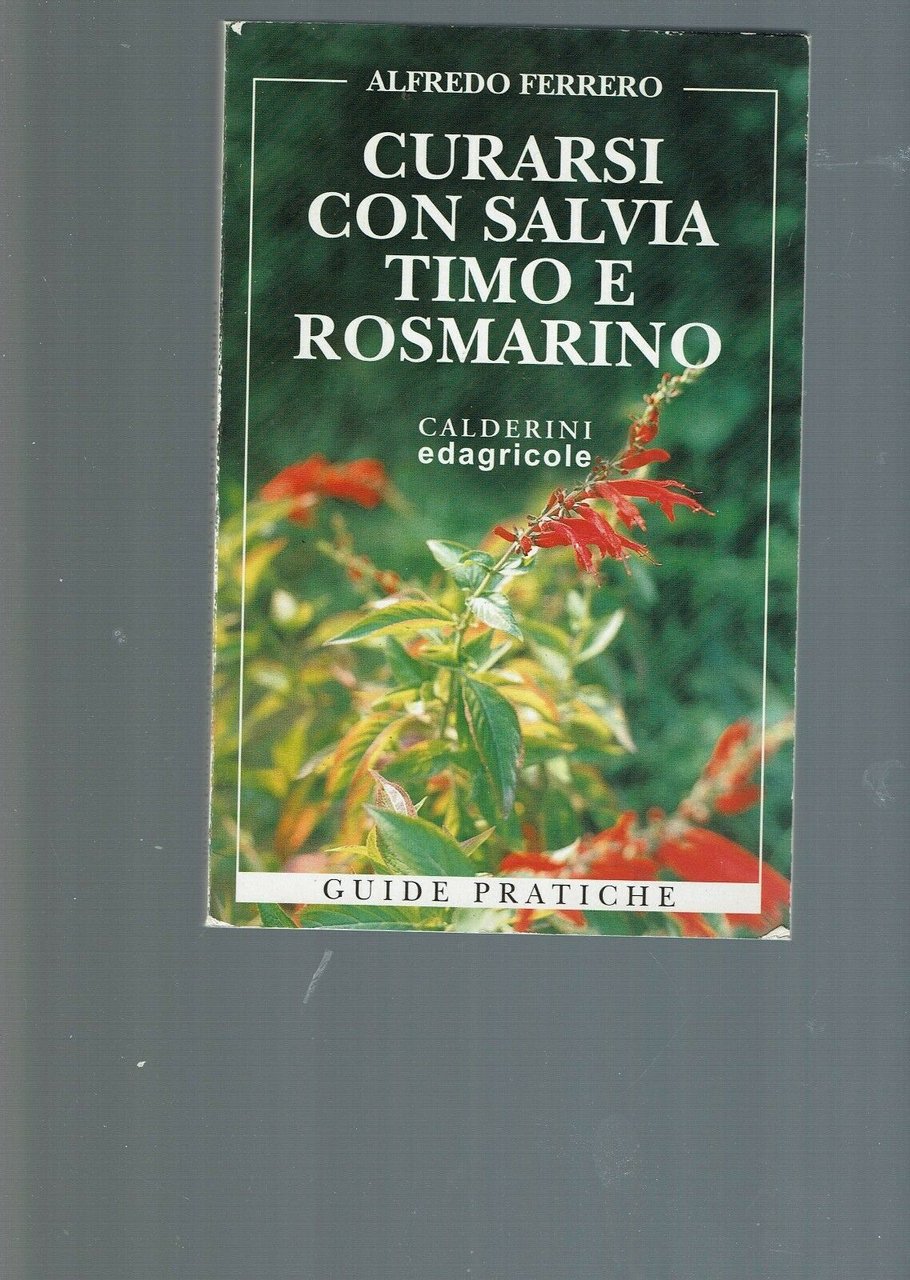 ALFREDO FERRERO
CURARSI
CON SALVIA
TIMO E
ROSMARINO
CALDERINI
edagricole
GUIDE PRATICHE